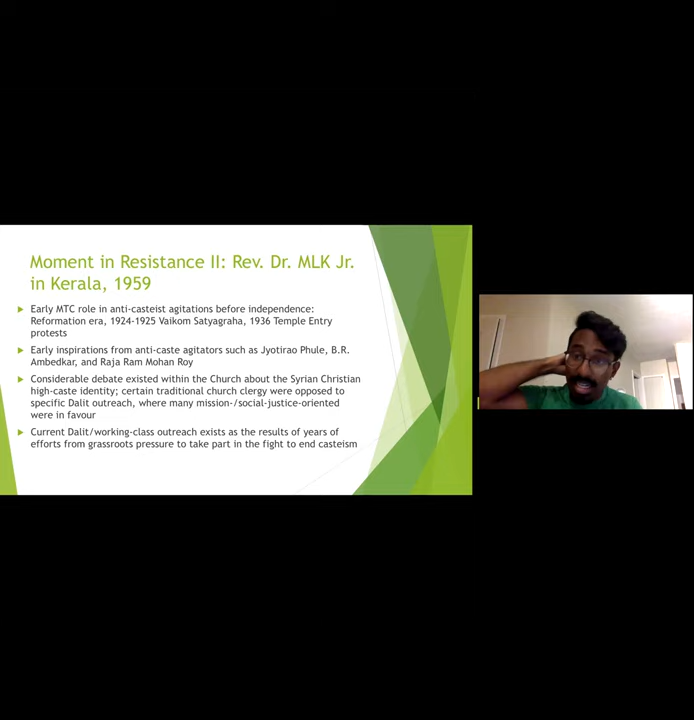 Moment in Resistance II: Rev. Dr. MLK Jr.
in Kerala, 1959
Early MTC role in anti-casteist agitations before independence:
Reformation era, 1924-1925 Vaikom Satyagraha, 1936 Temple Entry
protests
Early inspirations from anti-caste agitators such as Jyotirao Phule, B.R.
Ambedkar, and Raja Ram Mohan Roy
Considerable debate existed within the Church about the Syrian Christian
high-caste identity; certain traditional church clergy were opposed to
specific Dalit outreach, where many mission-/social-justice-oriented
were in favour
Current Dalit/working-class outreach exists as the results of years of
efforts from grassroots pressure to take part in the fight to end casteism